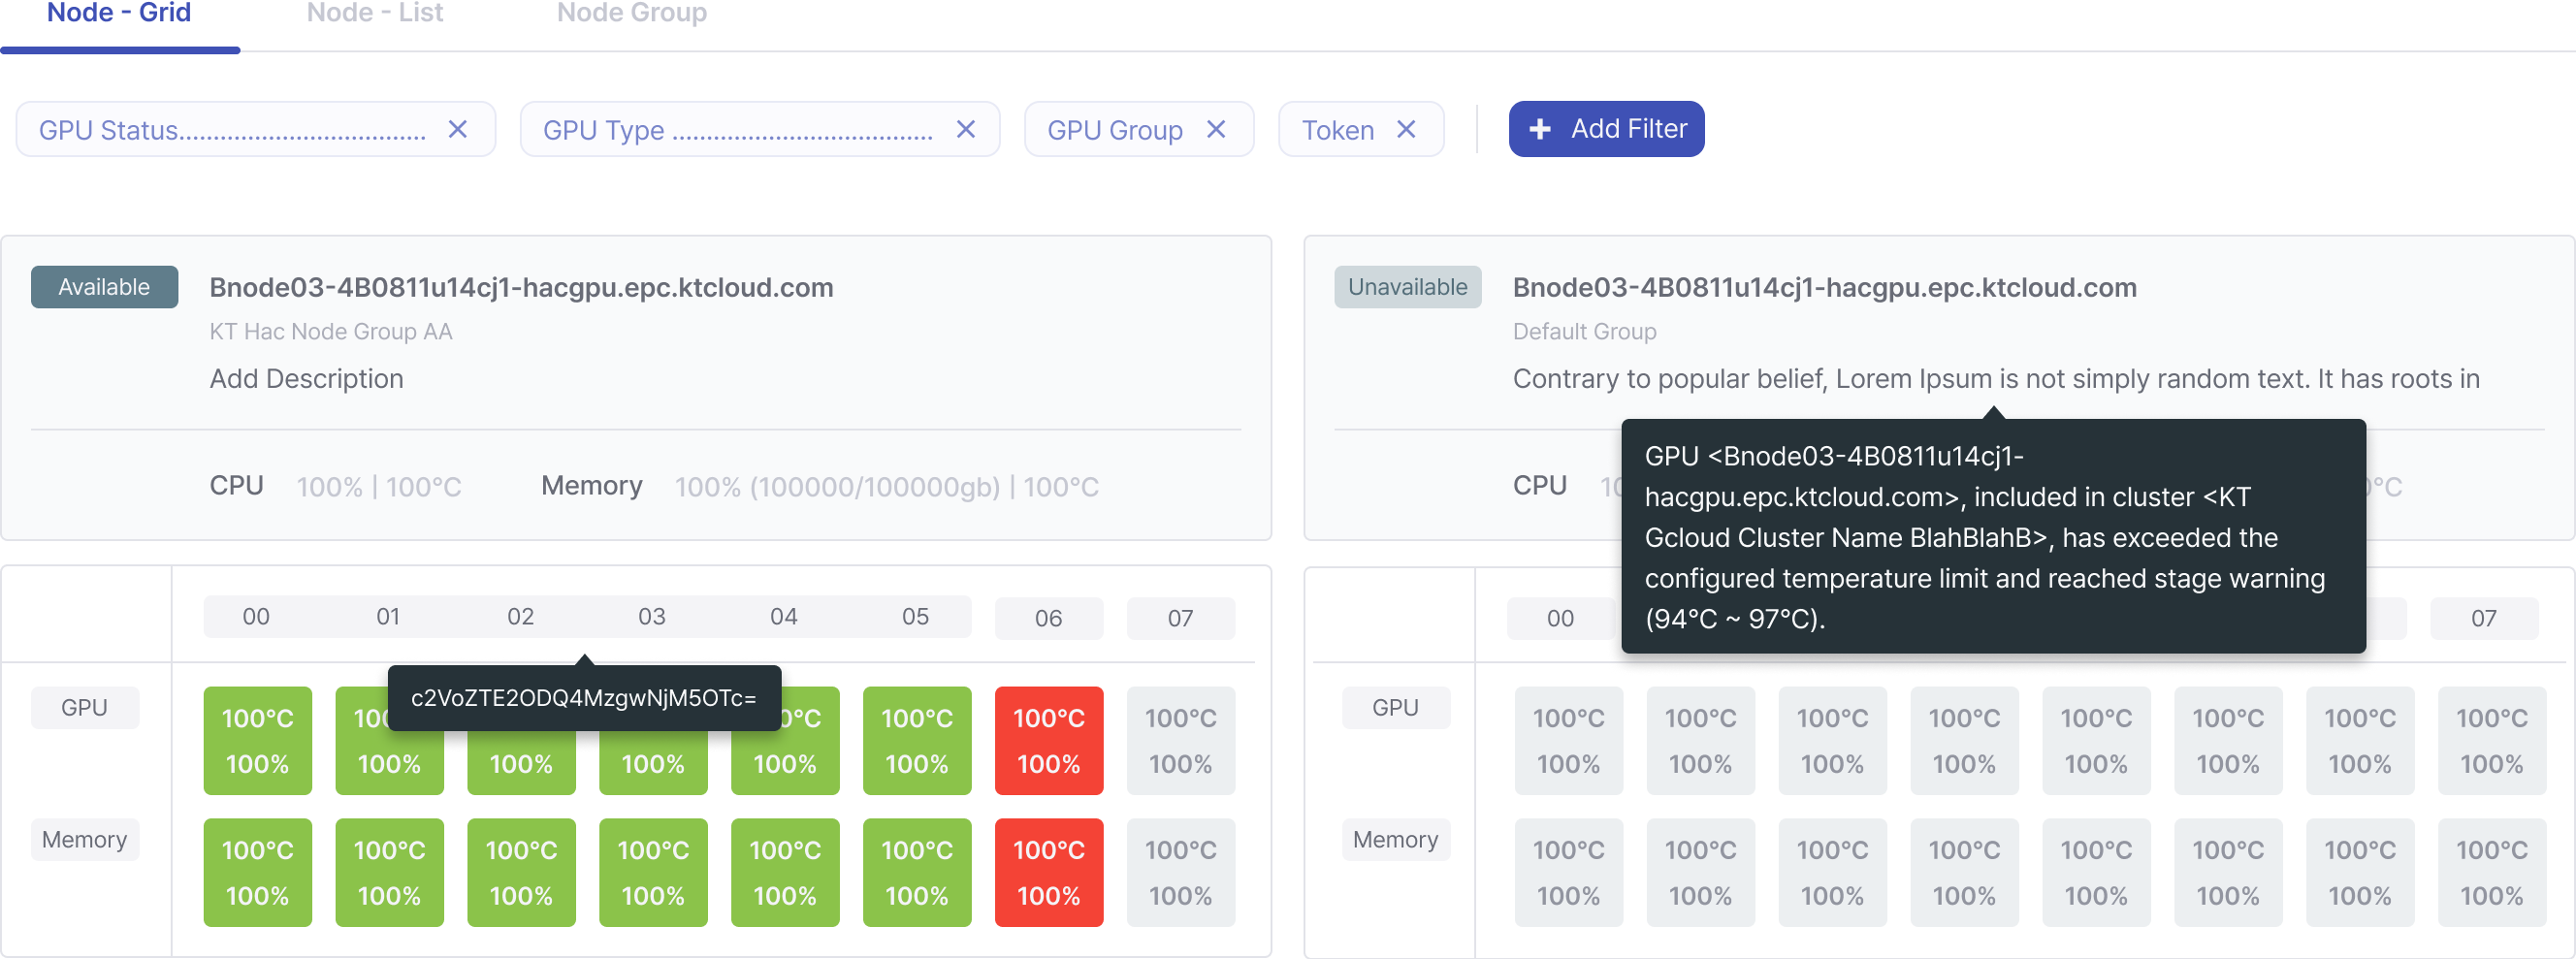 Node - Grid
Node - List
Node Group
GPU Status....................................
GPU Type ......................................
GPU Group
Token
Add Filter
Available
Bnode03-4B0811u14cj1-hacgpu.epc.ktcloud.com
KT Hac Node Group AA
Add Description
CPU 100% | 100°C Memory 100% (100000/100000gb) | 100°C
00 01 02 03 04 05 06 07
c2VoZTE2ODQ4MzgwNjM5OTc=
GPU
100°C 100°C 100°C 100°C 100°C
100% 100% 100% 100% 100% 100% 100% 100%
Memory
100°C 100°C 100°C 100°C 100°C 100°C 100°C 100°C
100% 100% 100% 100% 100% 100% 100% 100%
Unavailable
Bnode03-4B0811u14cj1-hacgpu.epc.ktcloud.com
Default Group
Contrary to popular belief, Lorem Ipsum is not simply random text. It has roots in
GPU <Bnode03-4B0811u14cj1-
hacgpu.epc.ktcloud.com>, included in cluster <KT
Gcloud Cluster Name BlahBlahB>, has exceeded the
configured temperature limit and reached stage warning
(94°C ~ 97°C).
CPU
00 07
GPU
100°C 100°C 100°C 100°C 100°C 100°C 100°C 100°C
100% 100% 100% 100% 100% 100% 100% 100%
Memory
100°C 100°C 100°C 100°C 100°C 100°C 100°C 100°C
100% 100% 100% 100% 100% 100% 100% 100%